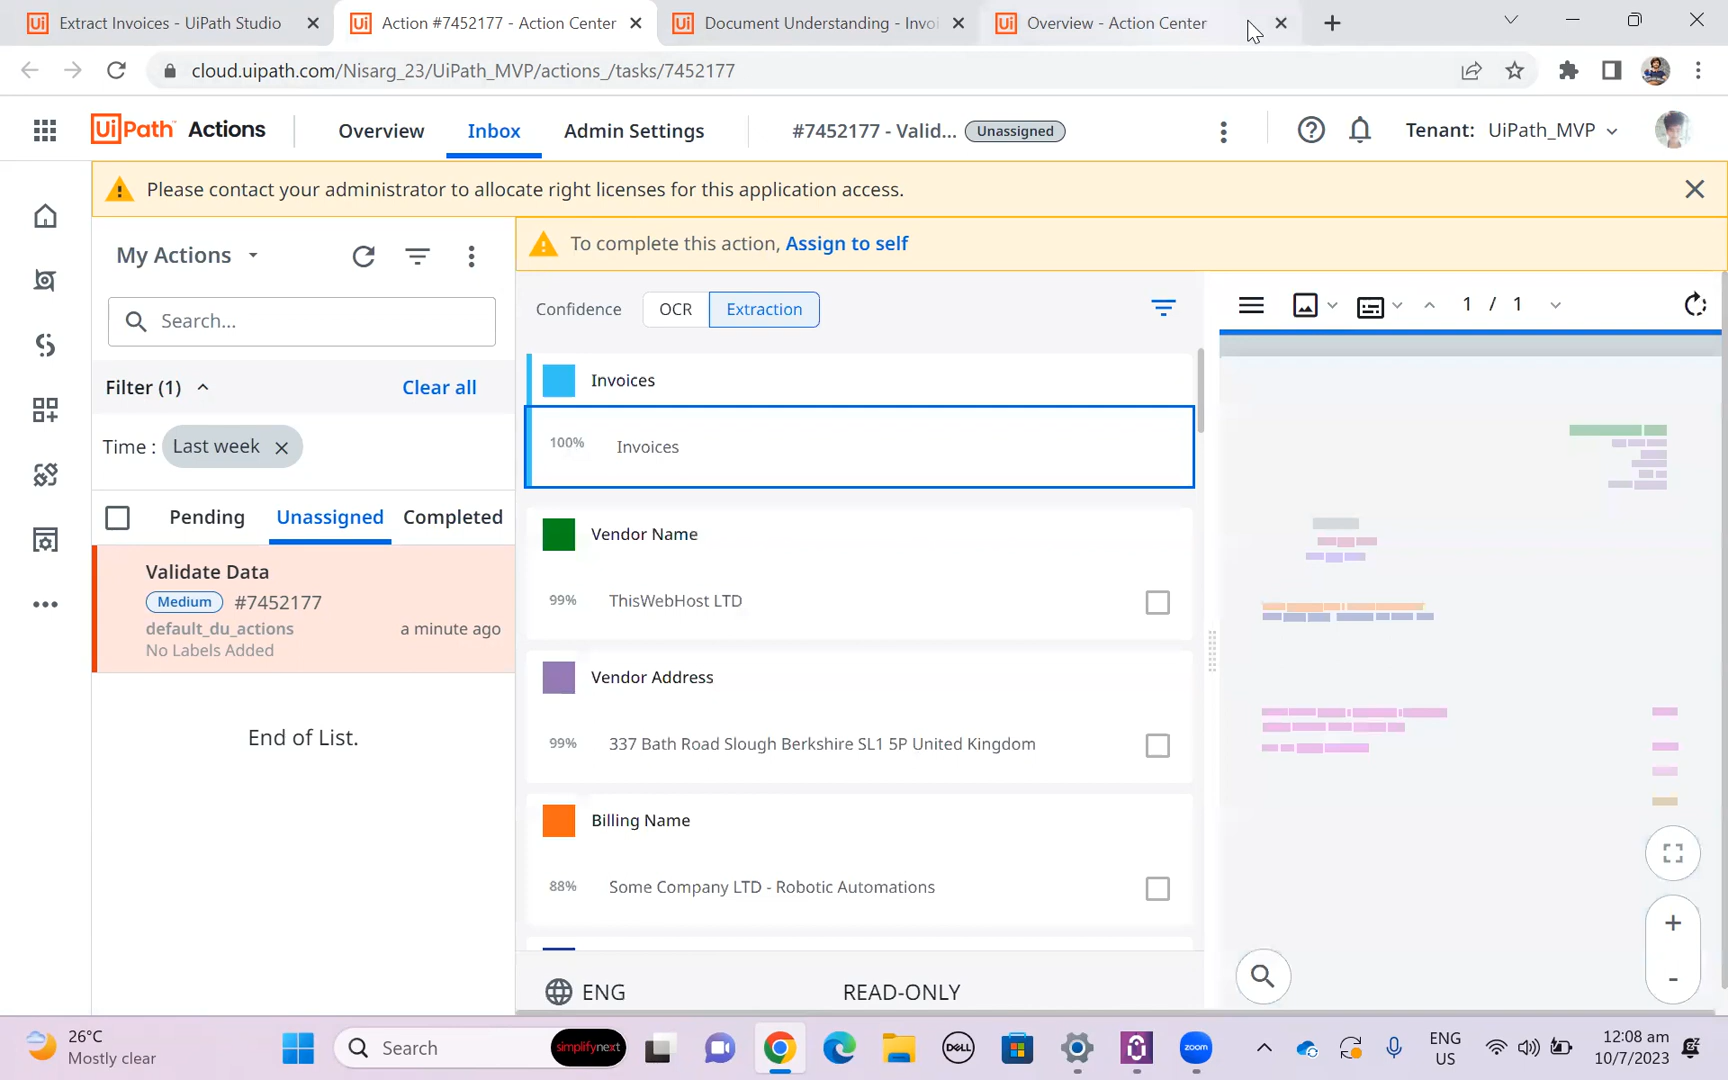 Extract Invoices - UiPath Studio
Action #7452177 - Action Center
Document Understanding - Invoi
Overview - Action Center
cloud.uipath.com/Nisarg_23/UiPath_MVP/actions_/tasks/7452177
UiPath Actions
Overview
Inbox
Admin Settings
#7452177 - Valid...
Unassigned
Tenant: UiPath_MVP
Please contact your administrator to allocate right licenses for this application access.
My Actions
To complete this action, Assign to self
Search...
Confidence
OCR
Extraction
1 / 1
Filter (1)
Clear all
Time : Last week
Pending
Unassigned
Completed
Validate Data
Medium #7452177
default_du_actions
a minute ago
No Labels Added
End of List.
Invoices
100% Invoices
Vendor Name
99% ThisWebHost LTD
Vendor Address
99% 337 Bath Road Slough Berkshire SL1 5P United Kingdom
Billing Name
88% Some Company LTD - Robotic Automations
ENG
READ-ONLY
26°C
Mostly clear
Search
simplifynext
DELL
zoom
ENG
US
12:08 am
10/7/2023